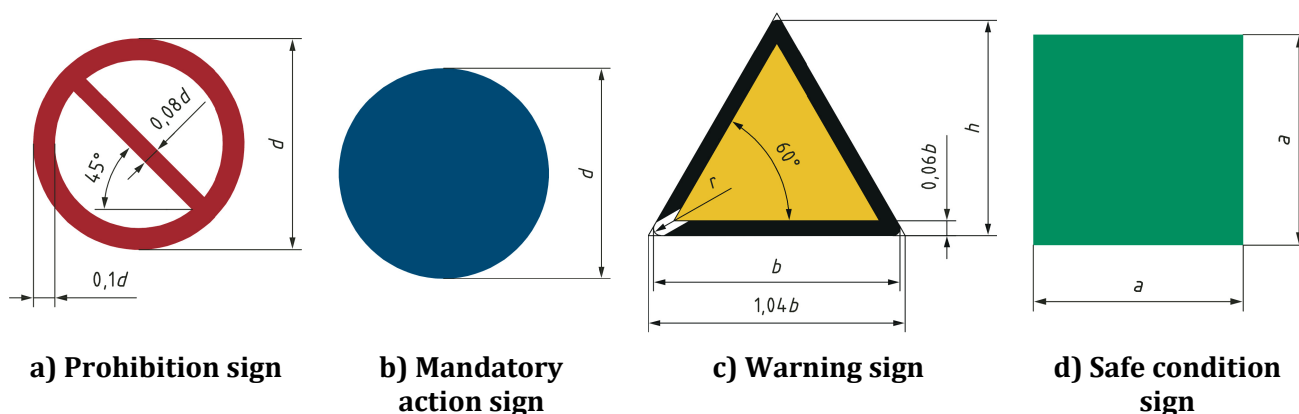 0,08d
45°
d
0,1d
d
60°
r
h
0,06b
b
1,04b
a
a
a) Prohibition sign
b) Mandatory
action sign
c) Warning sign
d) Safe condition
sign